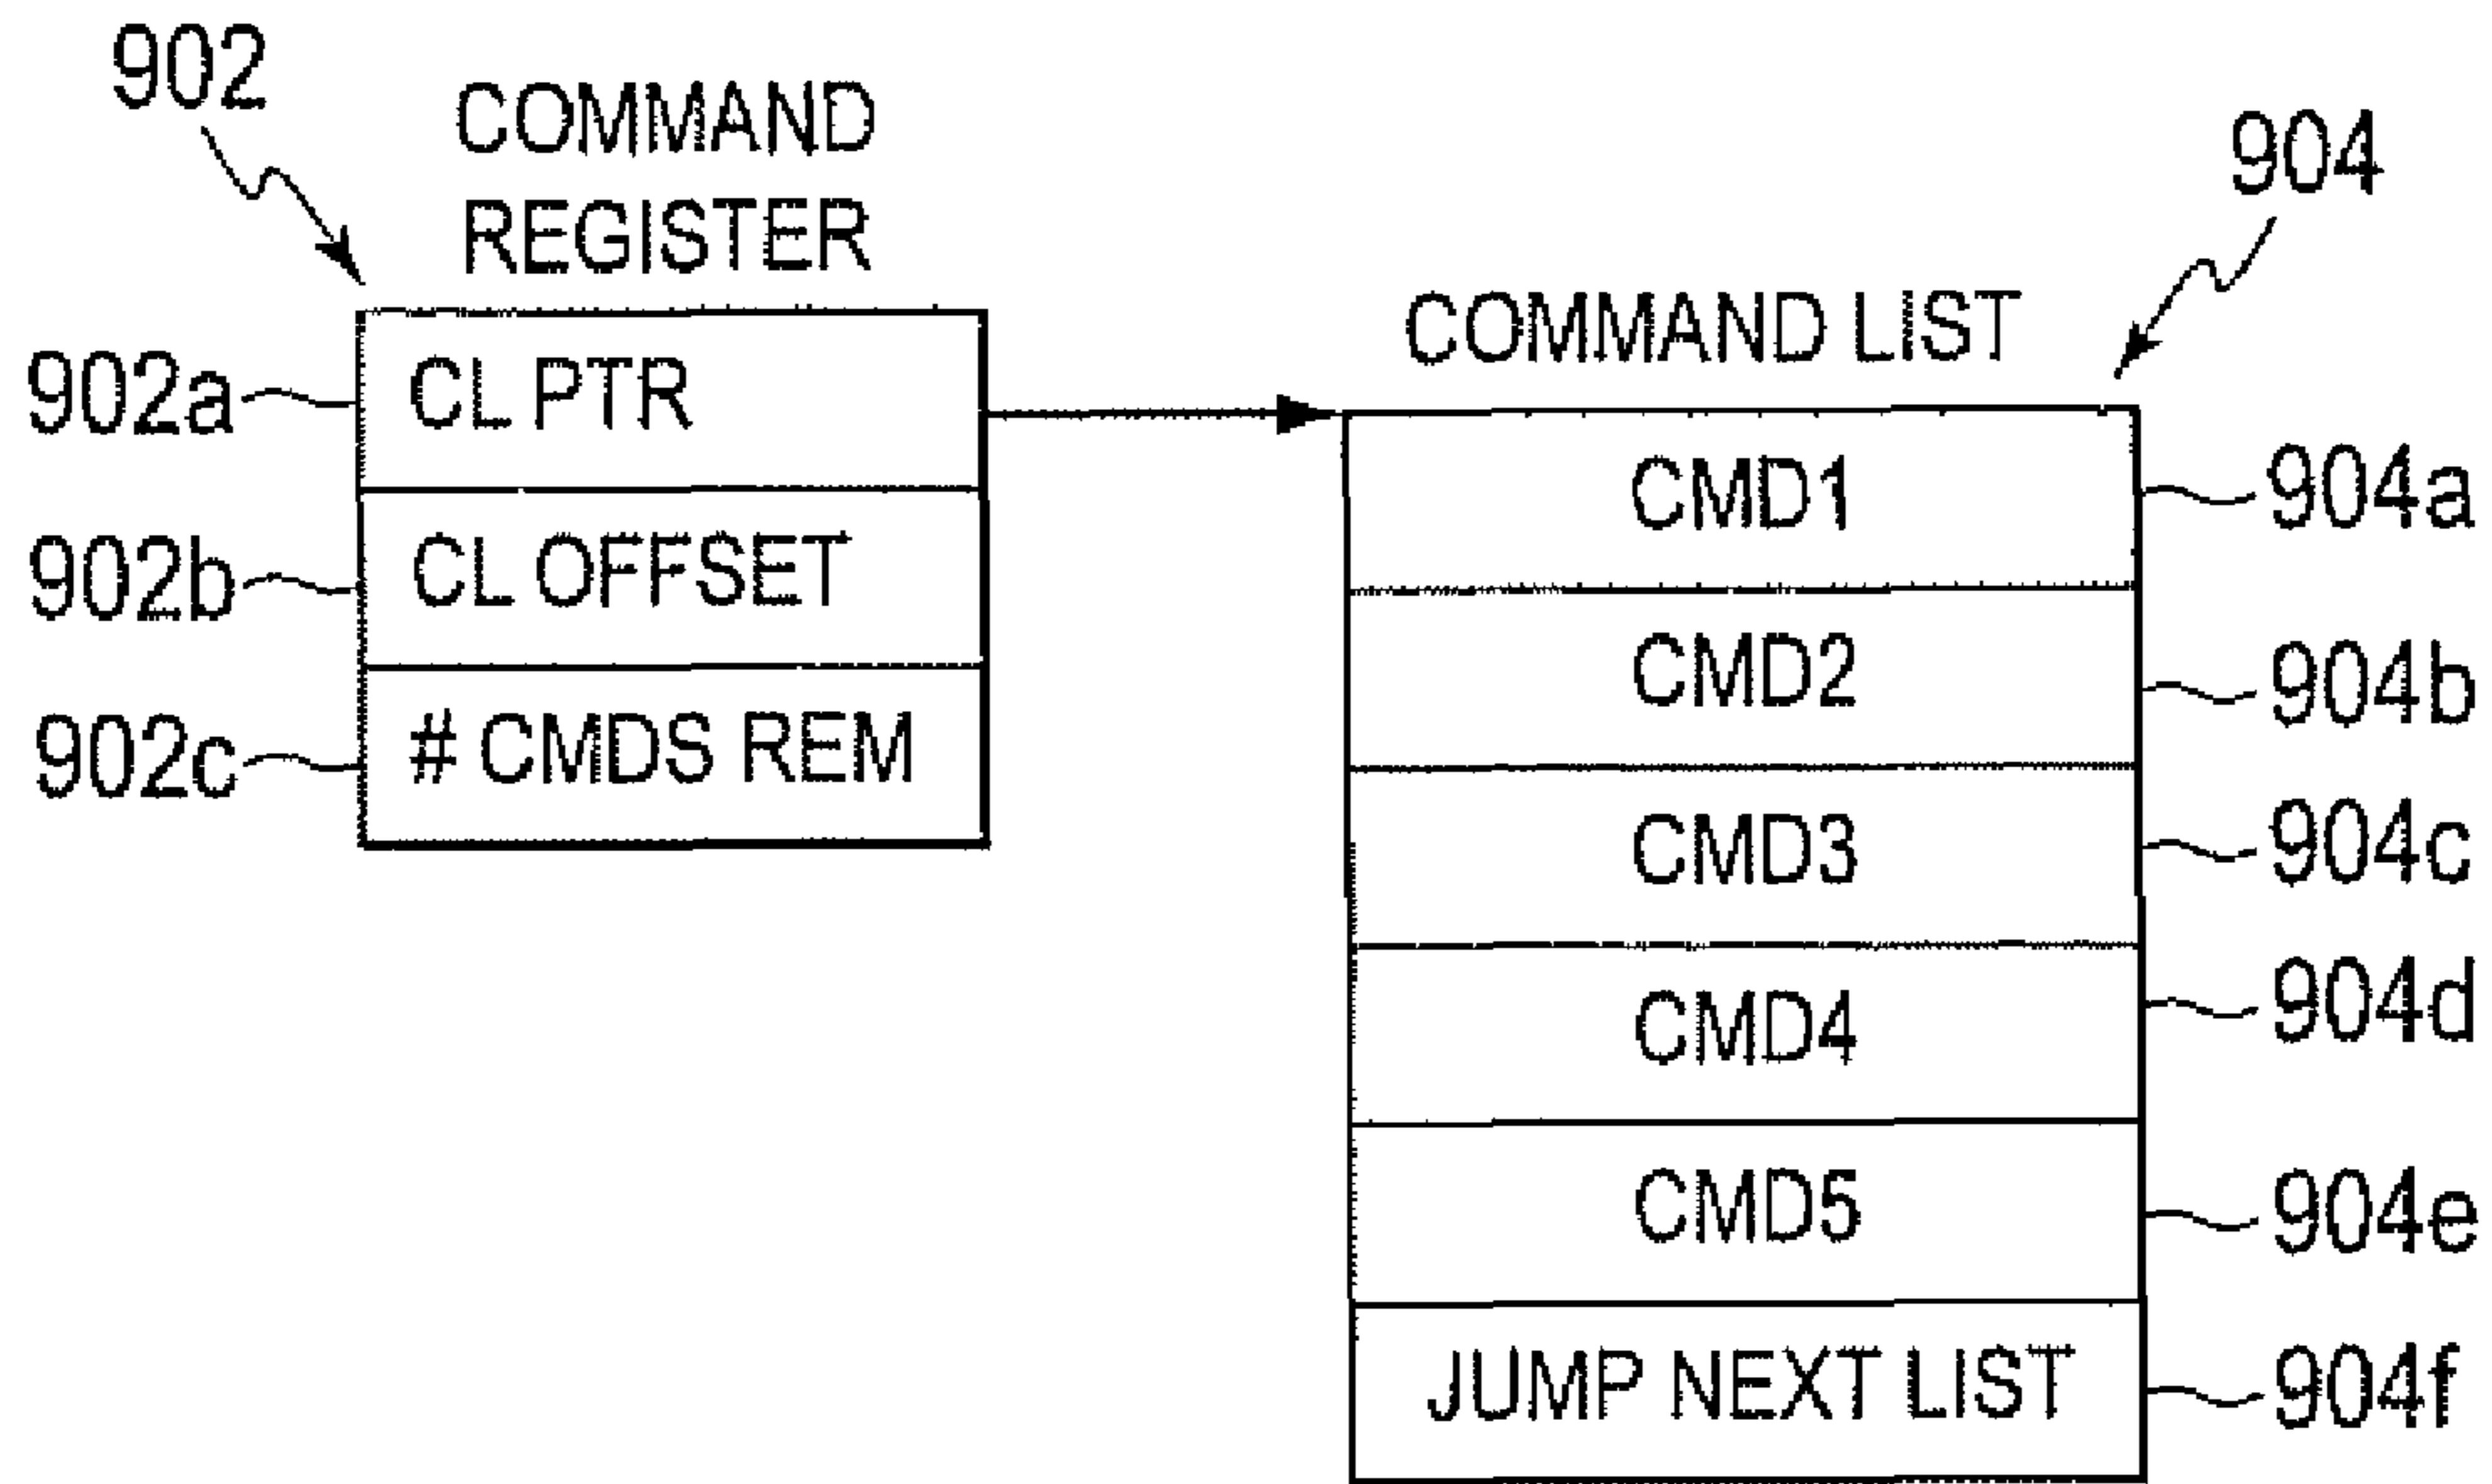 902
COMMAND
REGISTER
904
COMMAND LIST
902a
CL PTR
CMD1
904a
902b
CL OFFSET
CMD2
904b
902c
# CMDS REM
CMD3
904c
CMD4
904d
CMD5
904e
JUMP NEXT LIST
904f